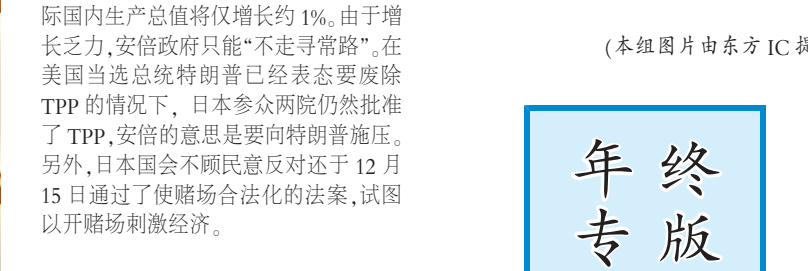 际国内生产总值将仅增长约 1%。由于增
长乏力,安倍政府只能“不走寻常路”。在
美国当选总统特朗普已经表态要废除
TPP 的情况下，日本参众两院仍然批准
了 TPP,安倍的意思是要向特朗普施压。
另外,日本国会不顾民意反对还于 12 月
15 日通过了使赌场合法化的法案,试图
以开赌场刺激经济。
(本组图片由东方 IC 提
年 终
专 版